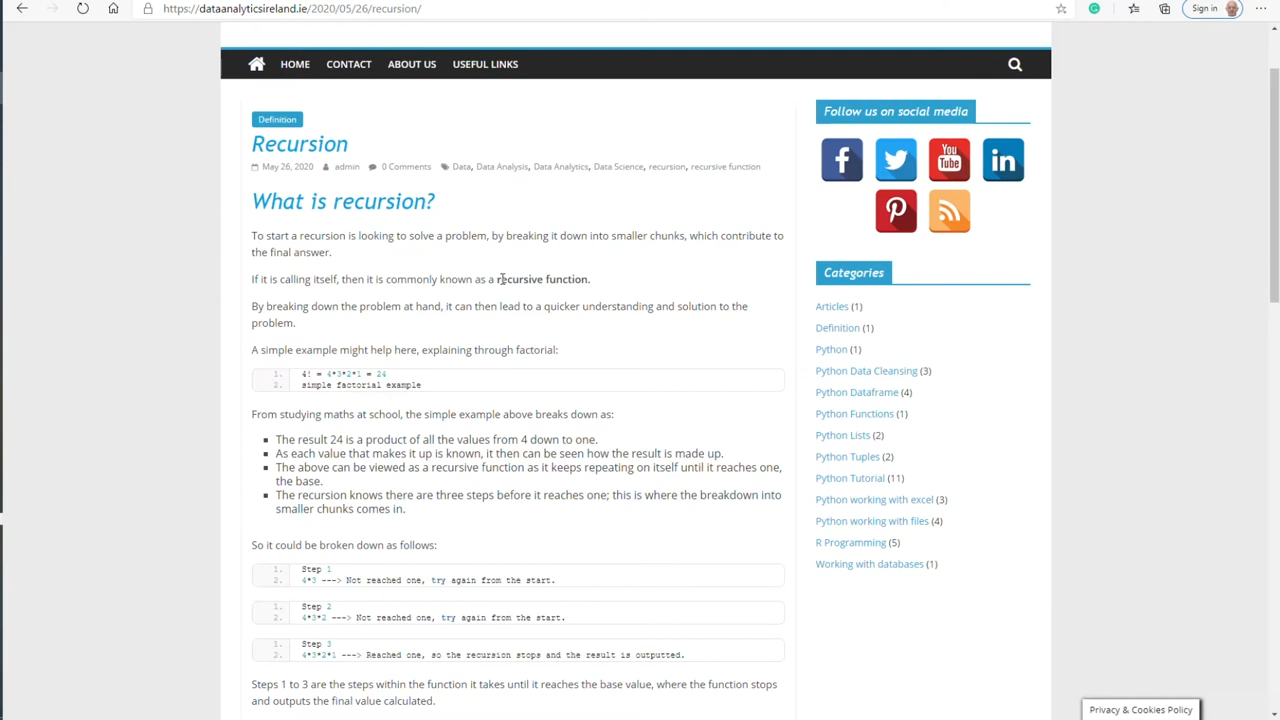 https://dataanalyticsireland.ie/2020/05/26/recursion/
Sign in
HOME
CONTACT
ABOUT US
USEFUL LINKS
Definition
Recursion
May 26, 2020 admin 0 Comments Data, Data Analysis, Data Analytics, Data Science, recursion, recursive function
What is recursion?
To start a recursion is looking to solve a problem, by breaking it down into smaller chunks, which contribute to
the final answer.
If it is calling itself, then it is commonly known as a recursive function.
By breaking down the problem at hand, it can then lead to a quicker understanding and solution to the
problem.
A simple example might help here, explaining through factorial:
1. 4! = 4*3*2*1 = 24
2. simple factorial example
From studying maths at school, the simple example above breaks down as:
The result 24 is a product of all the values from 4 down to one.
As each value that makes it up is known, it then can be seen how the result is made up.
The above can be viewed as a recursive function as it keeps repeating on itself until it reaches one,
the base.
The recursion knows there are three steps before it reaches one; this is where the breakdown into
smaller chunks comes in.
So it could be broken down as follows:
1. Step 1
2. 4*3 ---> Not reached one, try again from the start.
1. Step 2
2. 4*3*2 ---> Not reached one, try again from the start.
1. Step 3
2. 4*3*2*1 ---> Reached one, so the recursion stops and the result is outputted.
Steps 1 to 3 are the steps within the function it takes until it reaches the base value, where the function stops
and outputs the final value calculated.
Follow us on social media
You
Tube
in
Categories
Articles (1)
Definition (1)
Python (1)
Python Data Cleansing (3)
Python Dataframe (4)
Python Functions (1)
Python Lists (2)
Python Tuples (2)
Python Tutorial (11)
Python working with excel (3)
Python working with files (4)
R Programming (5)
Working with databases (1)
Privacy & Cookies Policy